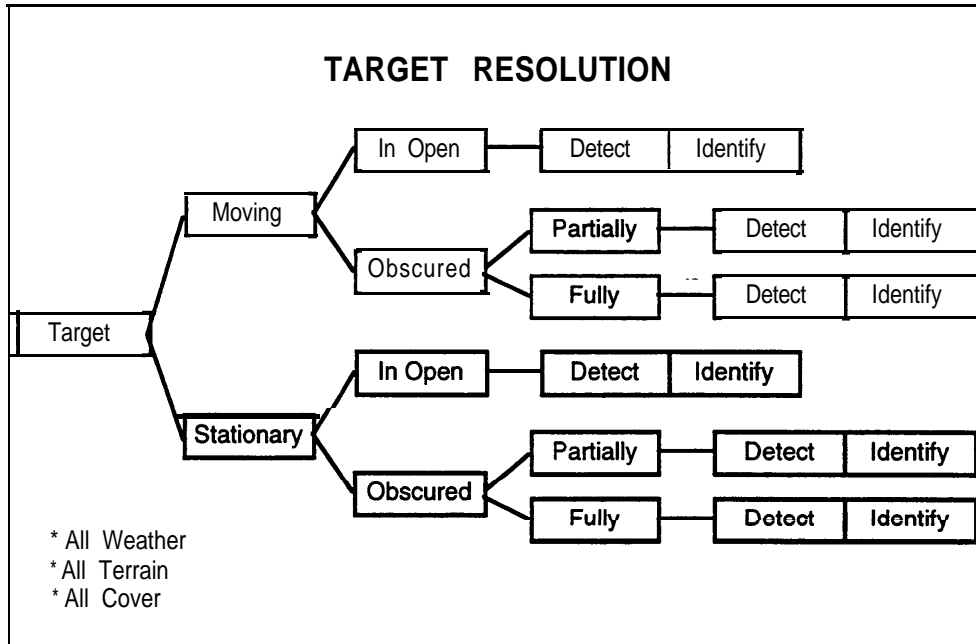 TARGET RESOLUTION
In Open
Detect
Identify
Moving
Partially
Detect
Identify
Obscured
Fully
Detect
Identify
Target
In Open
Detect
Identify
Stationary
Partially
Detect
Identify
Obscured
Fully
Detect
Identify
* All Weather
* All Terrain
* All Cover